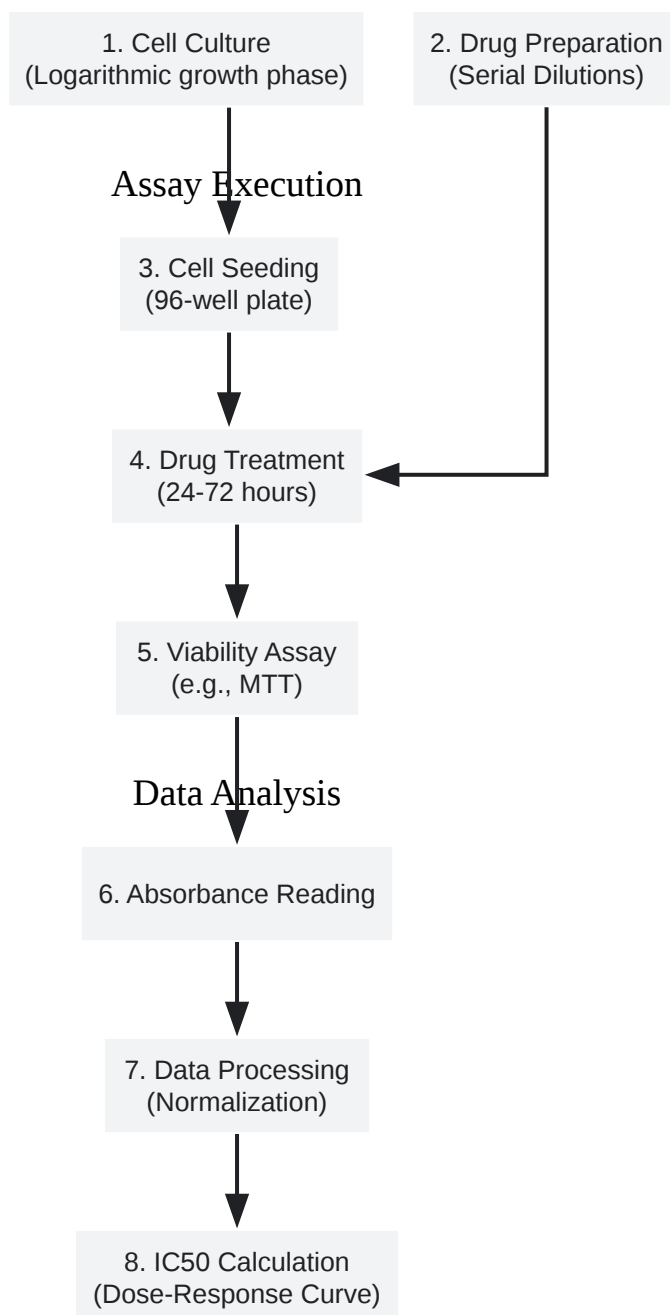 1. Cell Culture
(Logarithmic growth phase)
2. Drug Preparation
(Serial Dilutions)
Assay Execution
3. Cell Seeding
(96-well plate)
4. Drug Treatment
(24-72 hours)
5. Viability Assay
(e.g., MTT)
Data Analysis
6. Absorbance Reading
7. Data Processing
(Normalization)
8. IC50 Calculation
(Dose-Response Curve)